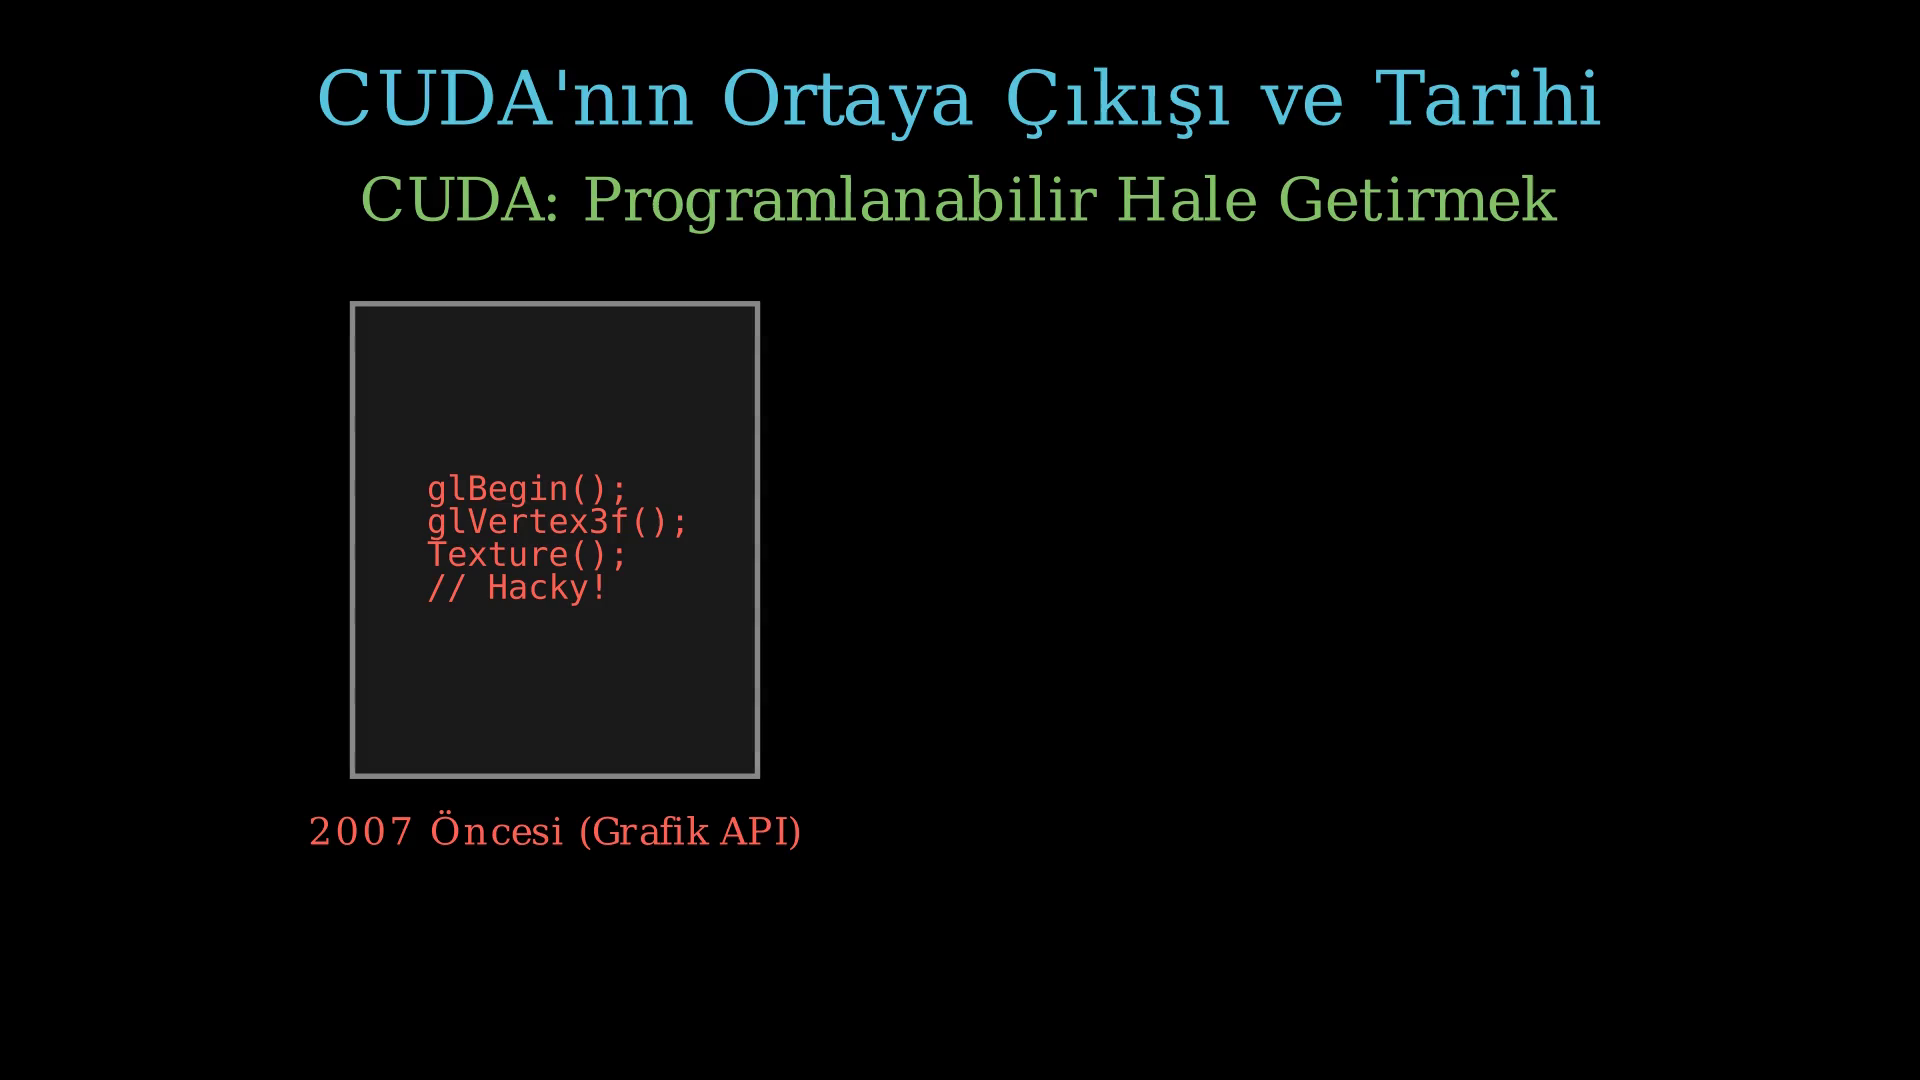 CUDA'nın Ortaya Çıkışı ve Tarihi
CUDA: Programlanabilir Hale Getirmek
glBegin();
glVertex3f();
Texture();
// Hacky!
2007 Öncesi (Grafik API)